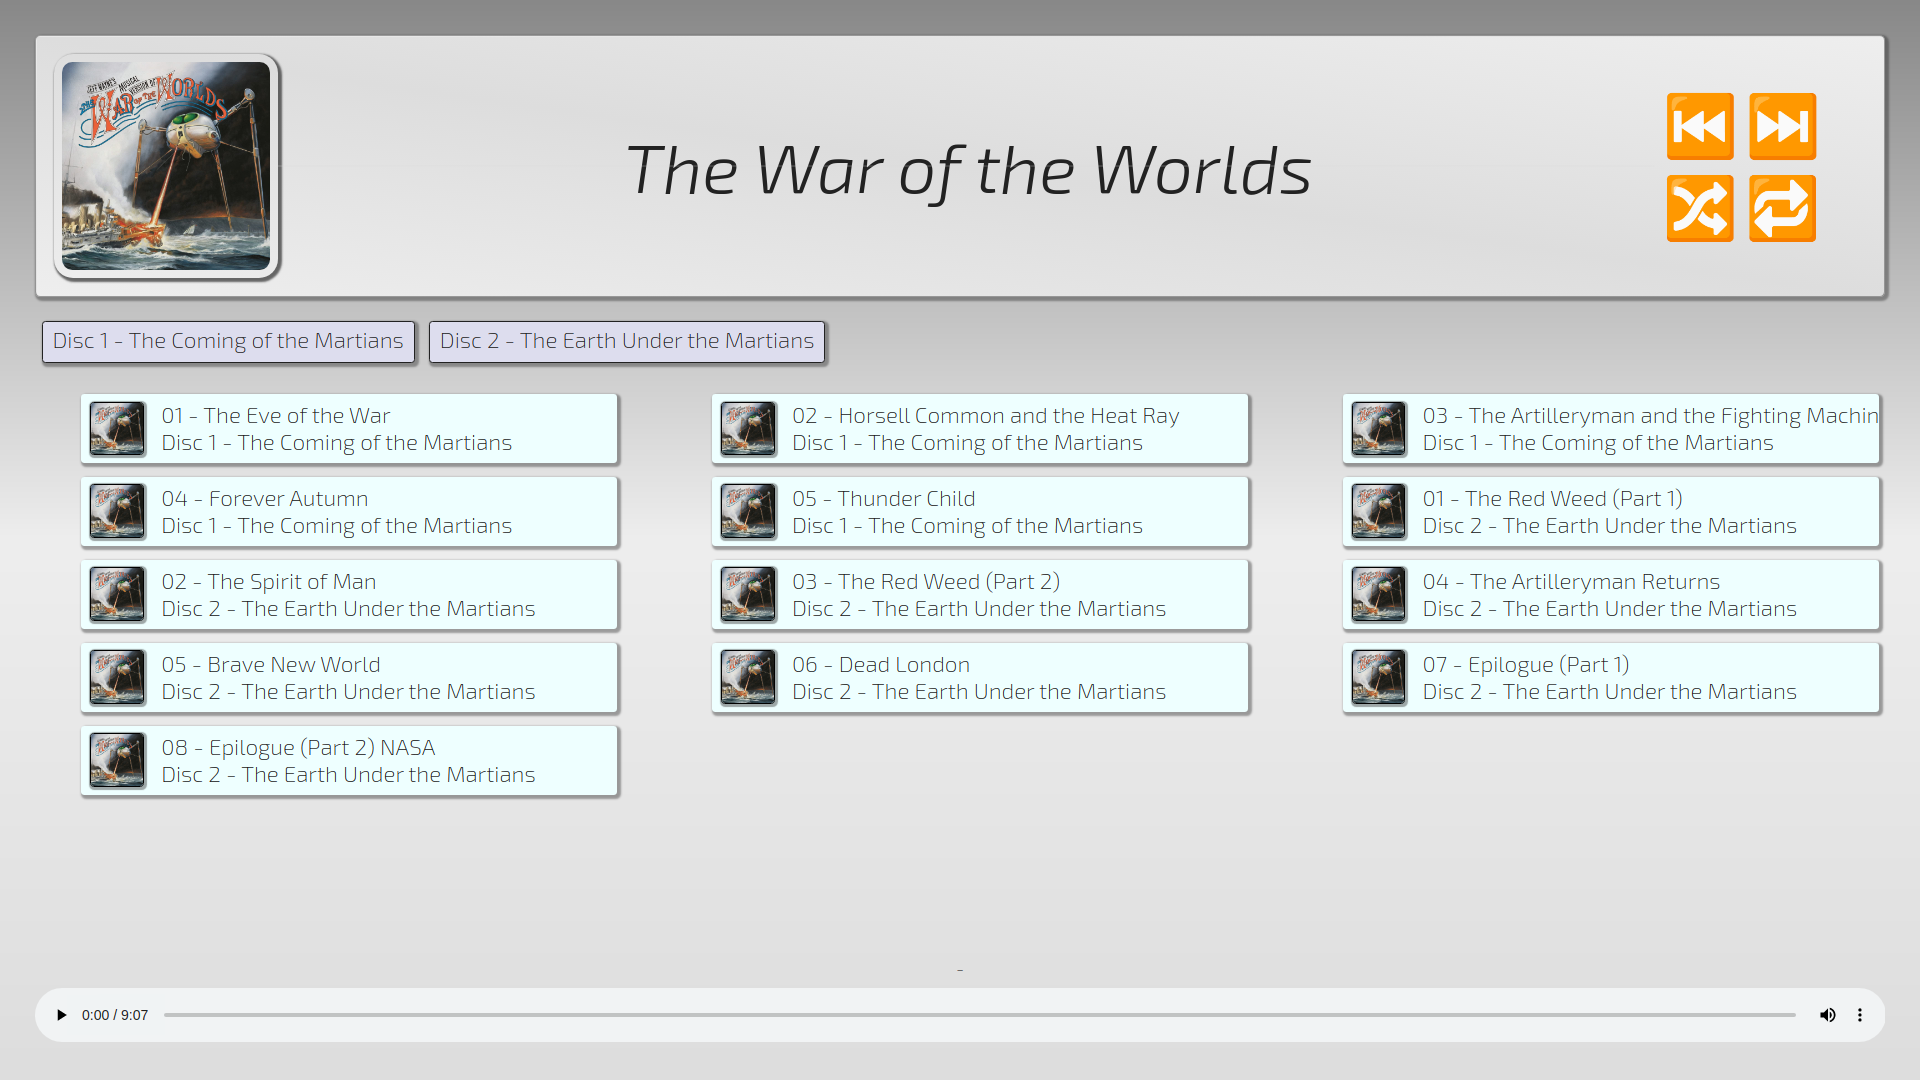 JEFF WAYNE'S MUSICAL VERSION OF
THE WAR OF THE WORLDS
The War of the Worlds
Disc 1 - The Coming of the Martians
Disc 2 - The Earth Under the Martians
01 - The Eve of the War
Disc 1 - The Coming of the Martians
02 - Horsell Common and the Heat Ray
Disc 1 - The Coming of the Martians
03 - The Artilleryman and the Fighting Machin
Disc 1 - The Coming of the Martians
04 - Forever Autumn
Disc 1 - The Coming of the Martians
05 - Thunder Child
Disc 1 - The Coming of the Martians
01 - The Red Weed (Part 1)
Disc 2 - The Earth Under the Martians
02 - The Spirit of Man
Disc 2 - The Earth Under the Martians
03 - The Red Weed (Part 2)
Disc 2 - The Earth Under the Martians
04 - The Artilleryman Returns
Disc 2 - The Earth Under the Martians
05 - Brave New World
Disc 2 - The Earth Under the Martians
06 - Dead London
Disc 2 - The Earth Under the Martians
07 - Epilogue (Part 1)
Disc 2 - The Earth Under the Martians
08 - Epilogue (Part 2) NASA
Disc 2 - The Earth Under the Martians
-
0:00 / 9:07